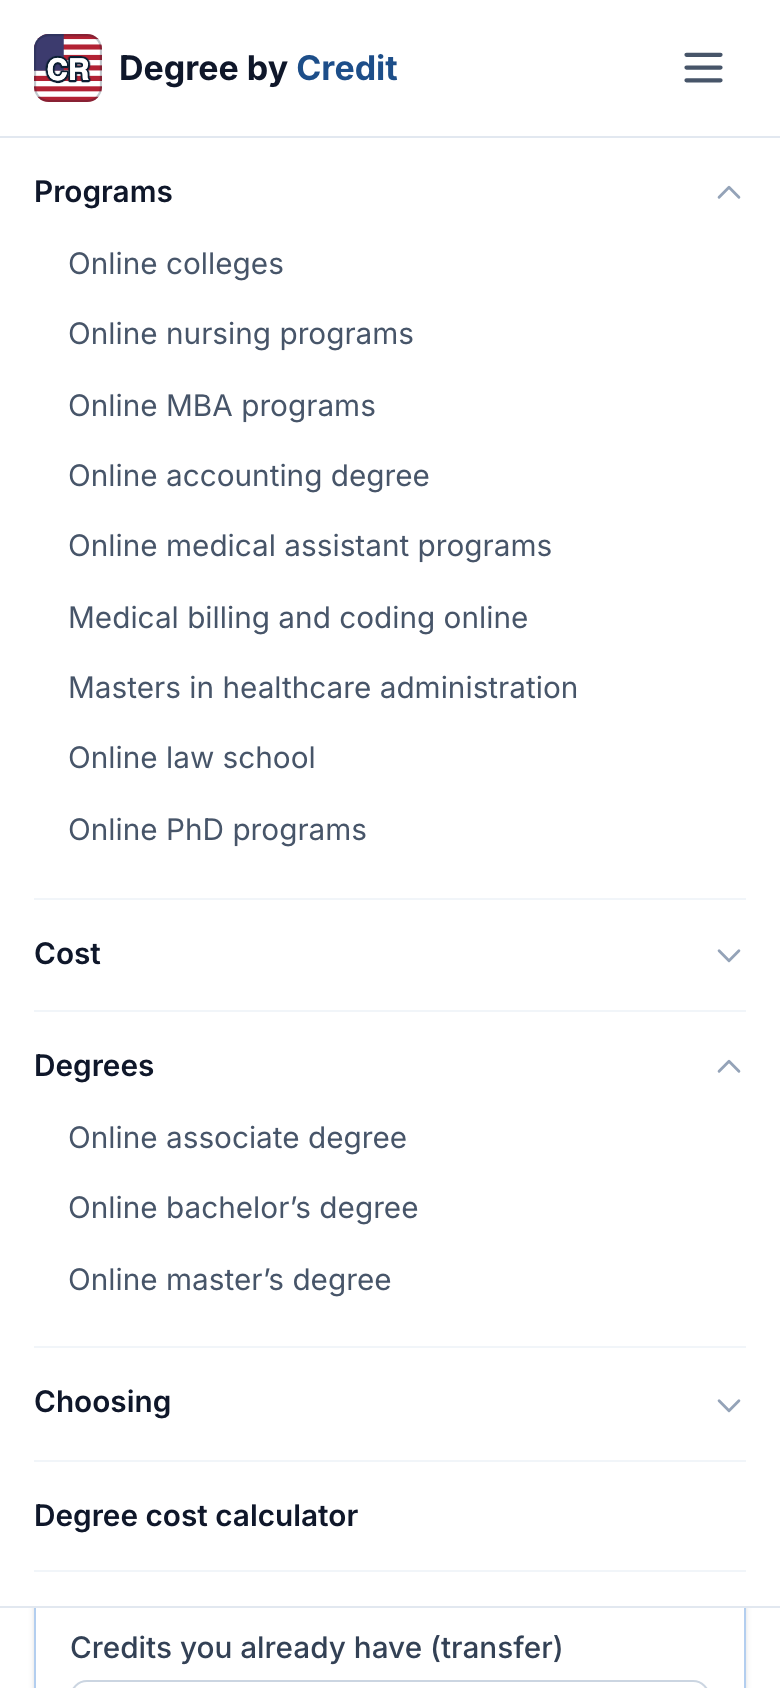 CR Degree by Credit
Programs
Online colleges
Online nursing programs
Online MBA programs
Online accounting degree
Online medical assistant programs
Medical billing and coding online
Masters in healthcare administration
Online law school
Online PhD programs
Cost
Degrees
Online associate degree
Online bachelor’s degree
Online master’s degree
Choosing
Degree cost calculator
Credits you already have (transfer)